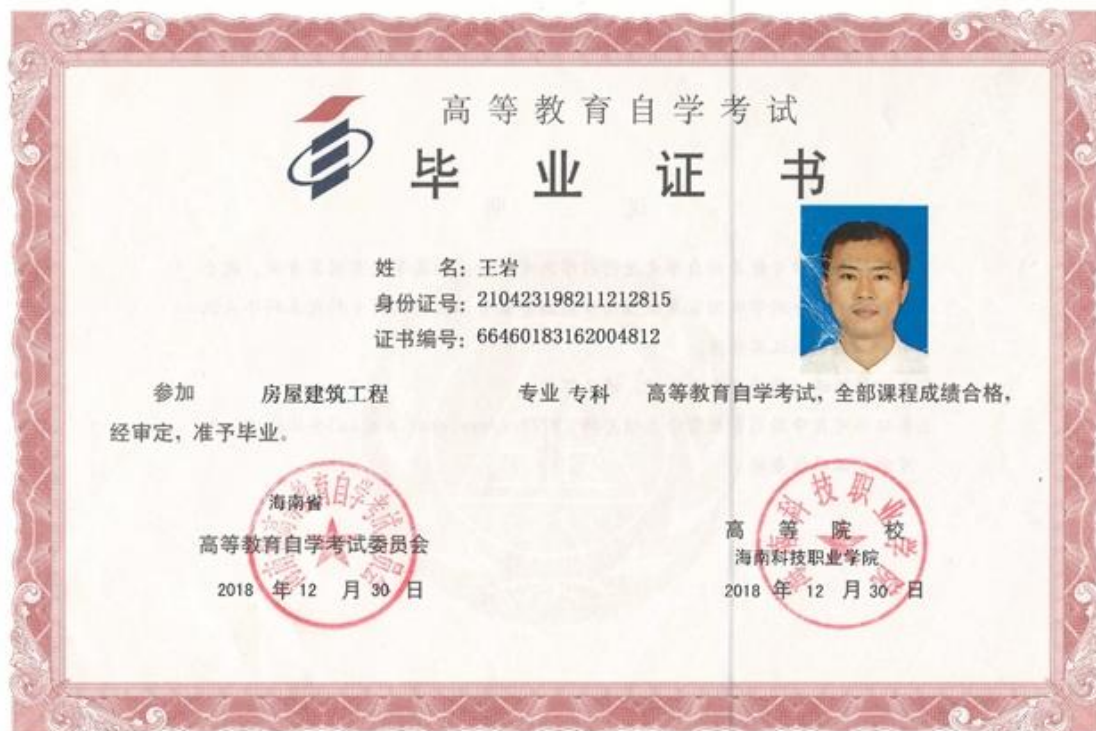 高等教育自学考试
毕业证书
姓 名：王岩
身份证号：210423198211212815
证书编号：66460183162004812
参加 房屋建筑工程 专业 专科 高等教育自学考试，全部课程成绩合格，
经审定，准予毕业。
海南省
高等教育自学考试委员会
2018 年 12 月 30 日
高等院校
海南科技职业学院
2018 年 12 月 30 日